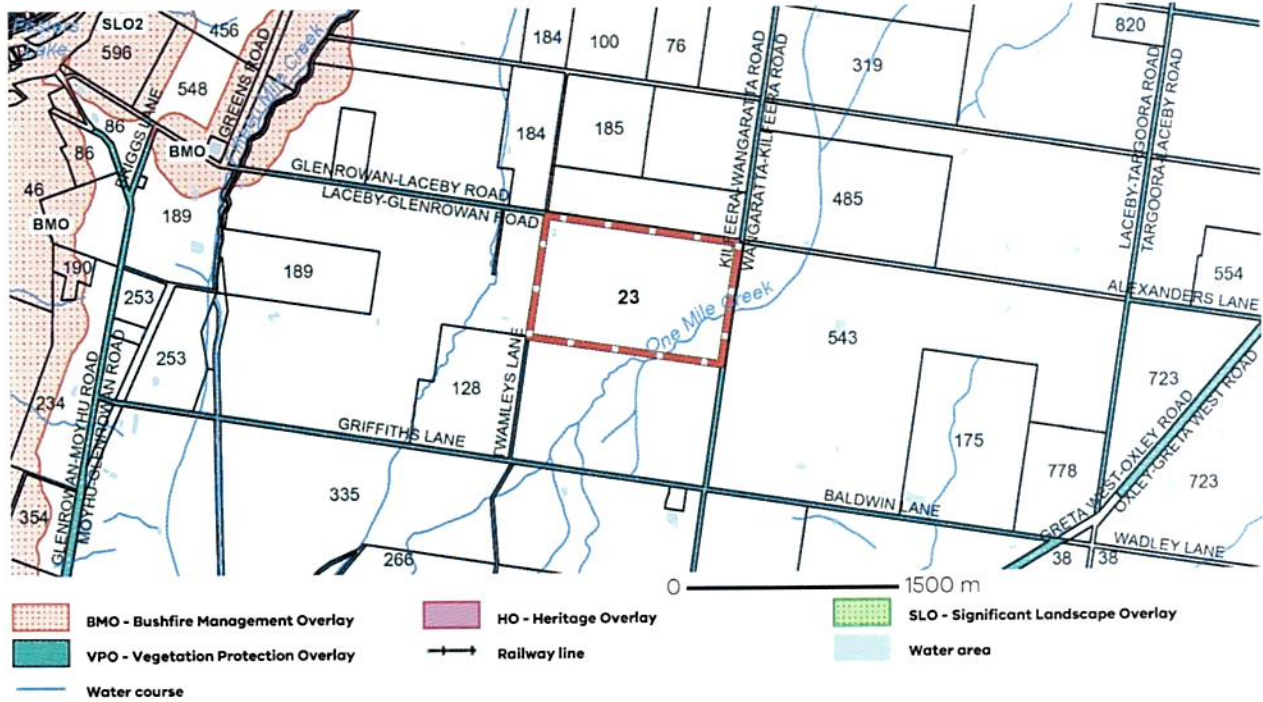 SLO2
456
596
548
GREENS ROAD
Fifteen Mile Creek
184
100
76
820
319
86
86
BRIGGS LANE
BMO
184
185
KILFEERA-WANGARATTA ROAD
WANGARATTA-KILFEERA ROAD
LACEBY-TARGOORA ROAD
TARGOORA-LACEBY ROAD
46
BMO
189
GLENROWAN-LACEBY ROAD
LACEBY-GLENROWAN ROAD
485
190
189
253
253
23
One Mile Creek
543
554
ALEXANDERS LANE
GLENROWAN-MOYHU ROAD
MOYHU-GLENROWAN ROAD
234
128
TWAMLEYS LANE
GRIFFITHS LANE
175
778
723
723
GRETA WEST-OXLEY ROAD
OXLEY-GRETA WEST ROAD
354
335
266
BALDWIN LANE
38
38
WADLEY LANE
0
1500 m
BMO - Bushfire Management Overlay
HO - Heritage Overlay
SLO - Significant Landscape Overlay
VPO - Vegetation Protection Overlay
Railway line
Water area
Water course